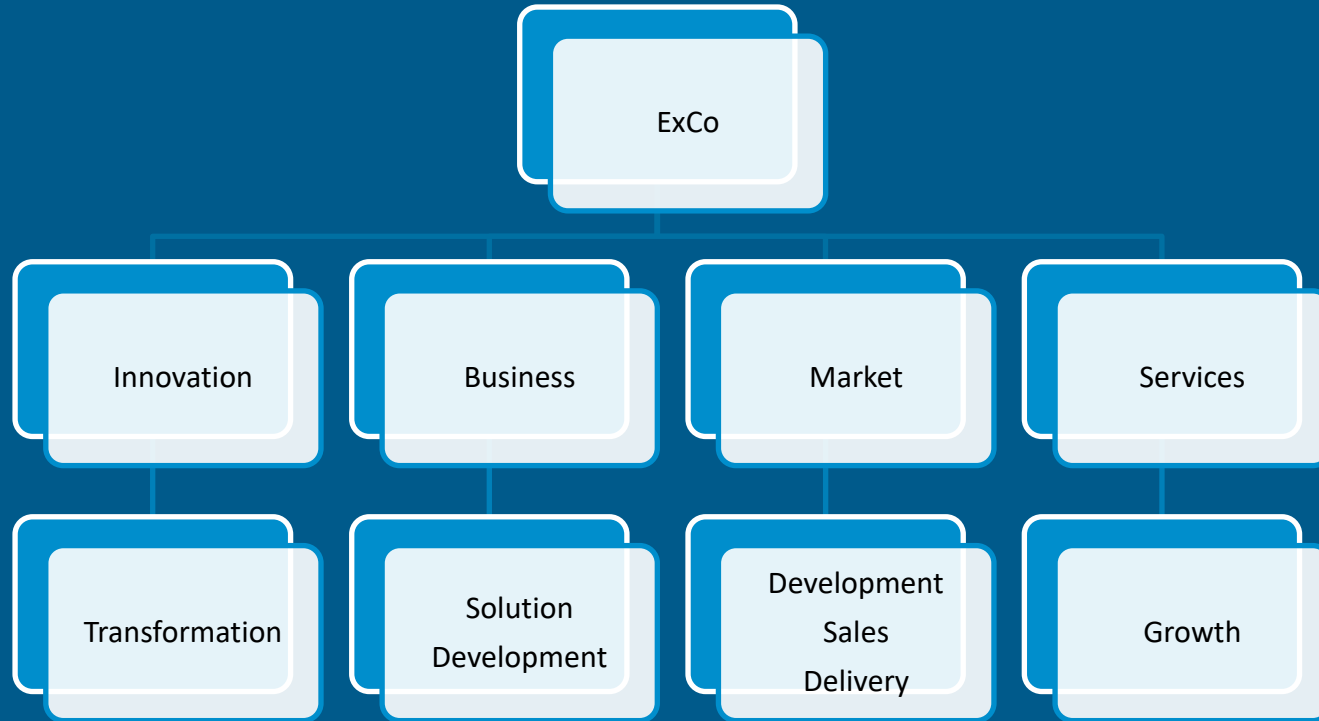 ExCo
Innovation
Business
Market
Services
Transformation
Solution
Development
Development
Sales
Delivery
Growth